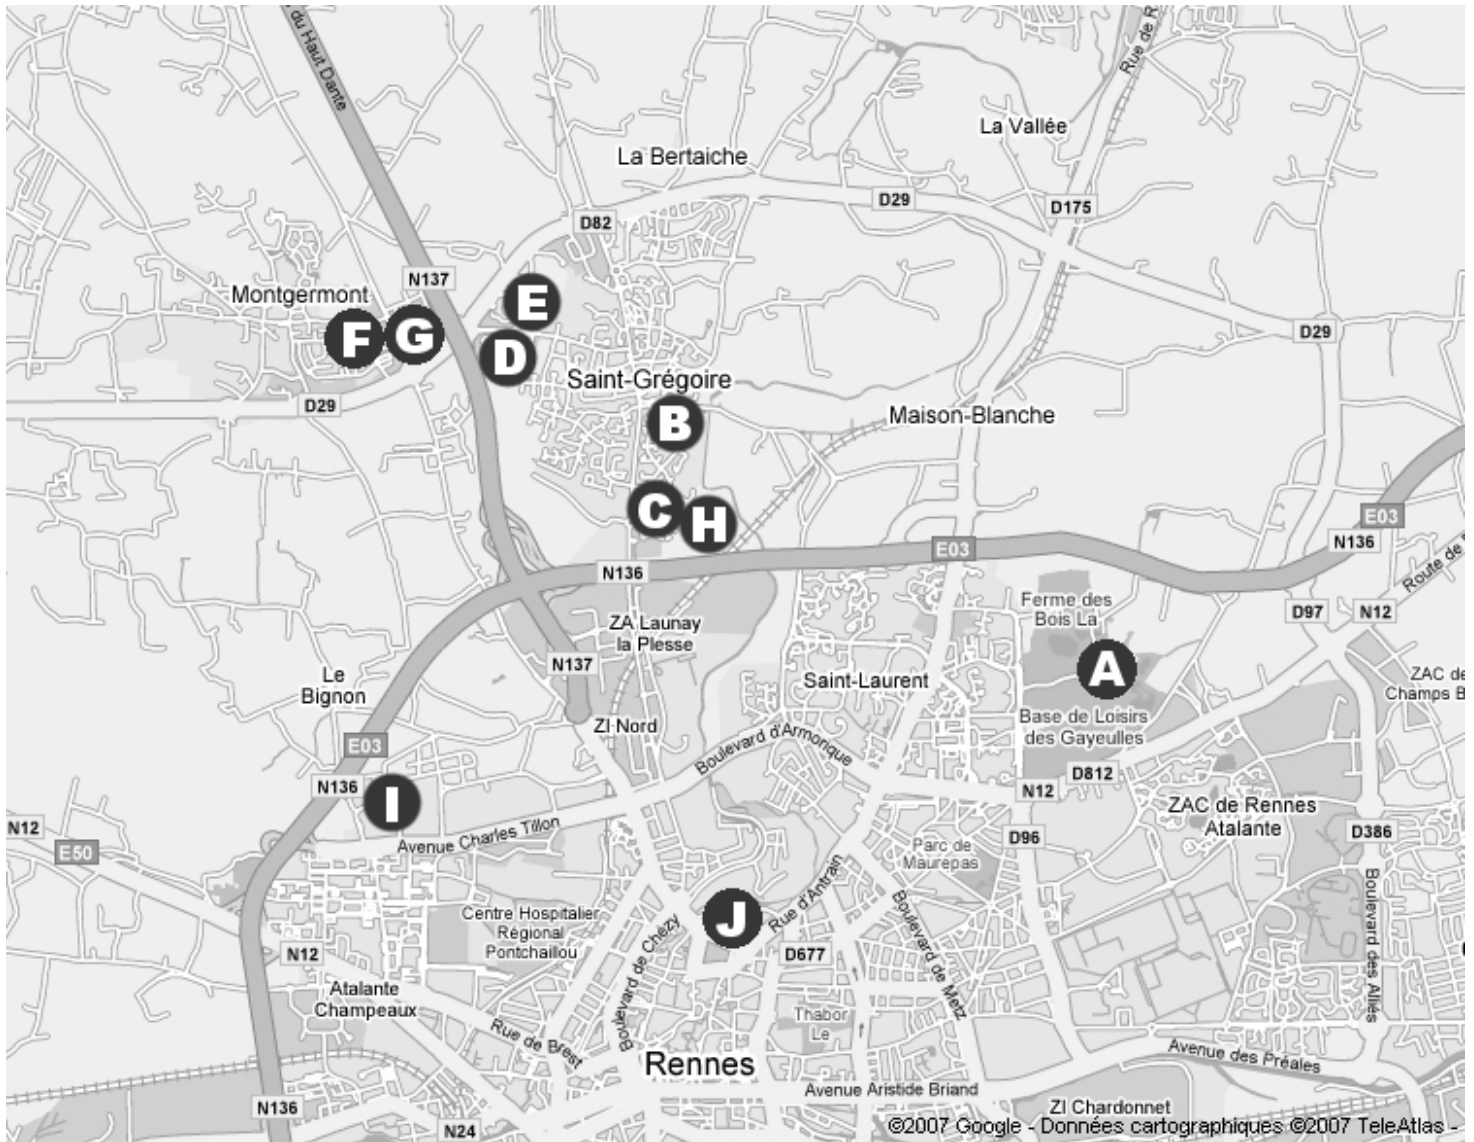 du Haut Dante
Rue de R
La Vallée
La Bertaiche
D29
D175
D82
N137
Montgermont
E
F
G
D
D29
Saint-Grégoire
D29
B
Maison-Blanche
C
H
E03
E03
N136
N136
Route de
Ferme des
Bois La
D97
N12
ZA Launay
la Plesse
N137
Le
Bignon
Saint-Laurent
A
ZAC de
Champs B
ZI Nord
Base de Loisirs
des Gayeulles
Boulevard d'Armorique
E03
N136
I
D812
N12
ZAC de Rennes
Atalante
N12
E50
Avenue Charles Tillon
D96
D386
Parc de
Maurepas
Rue d'Antrain
J
Centre Hospitalier
Régional
Pontchaillou
Boulevard de Chézy
Boulevard de Metz
Boulevard des Alliés
N12
D677
Atalante
Champeaux
Rue de Brest
Thabor
Le
Rennes
Avenue des Préales
Avenue Aristide Briand
N136
ZI Chardonnet
N24
©2007 Google - Données cartographiques ©2007 TeleAtlas -